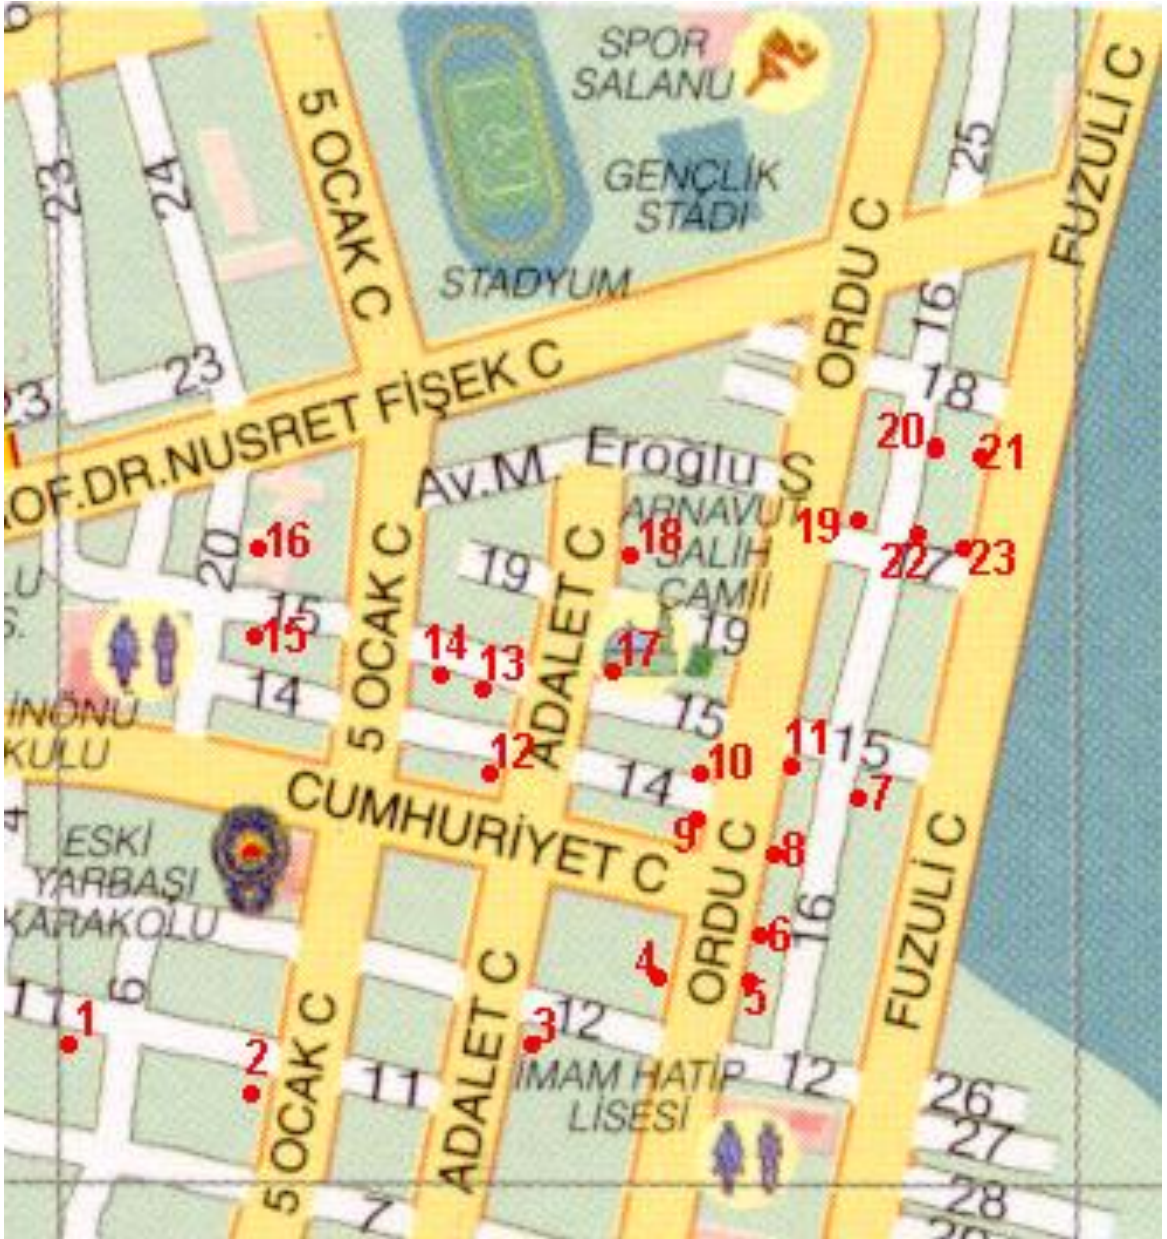 SPOR
SALANU
FUZULİ C
25
5 OCAK C
23
24
GENÇLİK
STADI
ORDU C
STADYUM
16
23
18
23
OF.DR.NUSRET FİŞEK C
20
21
Av.M. Eroğlu S
ARNAVUT
19
18
SALİH
CAMİİ
22
17
23
16
20
19
5 OCAK C
ADALET C
15
15
14
13
17
19
14
İNÖNÜ
KULU
15
12
10
11
15
14
7
9
CUMHURİYET C
ESKİ
YARBAŞI
KARAKOLU
4
8
ORDU C
6
16
FUZULİ C
4
5
11
1
6
2
3
12
ADALET C
5 OCAK C
11
İMAM HATİP
LİSESİ
12
26
27
28
7